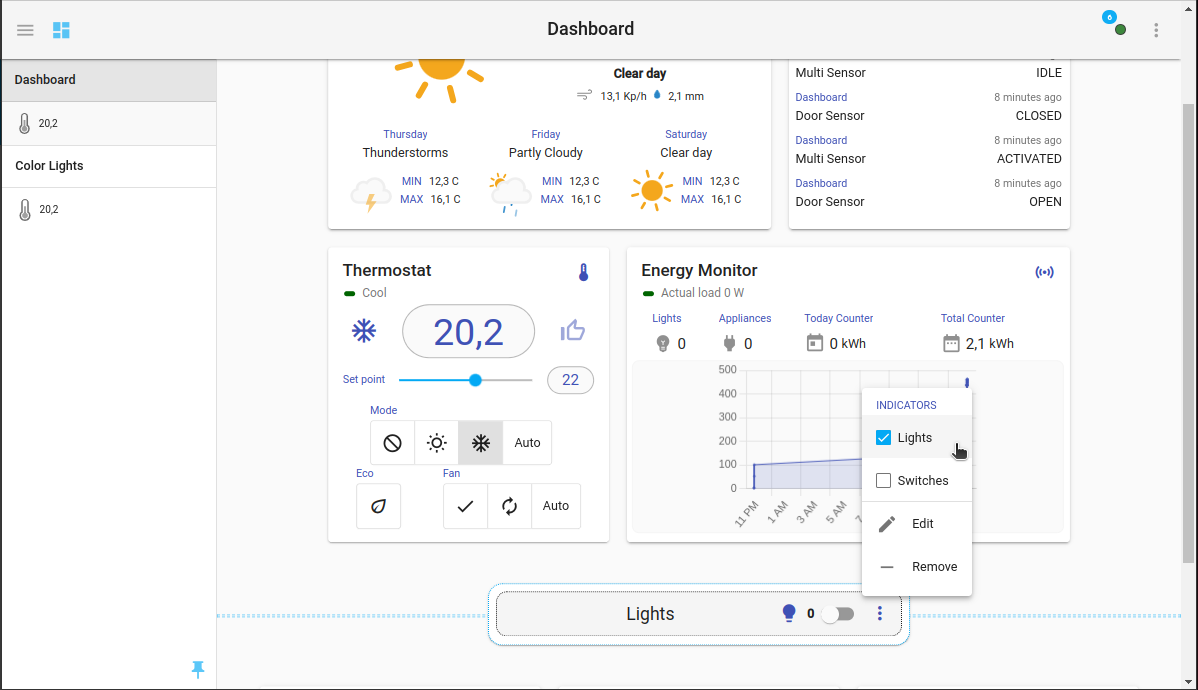 Dashboard
6
Dashboard
20,2
Color Lights
20,2
Clear day
13,1 Kp/h 2,1 mm
Thursday
Thunderstorms
MIN 12,3 C
MAX 16,1 C
Friday
Partly Cloudy
MIN 12,3 C
MAX 16,1 C
Saturday
Clear day
MIN 12,3 C
MAX 16,1 C
Multi Sensor IDLE
Dashboard 8 minutes ago
Door Sensor CLOSED
Dashboard 8 minutes ago
Multi Sensor ACTIVATED
Dashboard 8 minutes ago
Door Sensor OPEN
Thermostat
Cool
20,2
Set point 22
Mode
Auto
Eco Fan
Auto
Energy Monitor
Actual load 0 W
Lights Appliances Today Counter Total Counter
0 0 0 kWh 2,1 kWh
500
400
300
200
100
0
11 PM 1 AM 3 AM 5 AM
INDICATORS
Lights
Switches
Edit
Remove
Lights 0